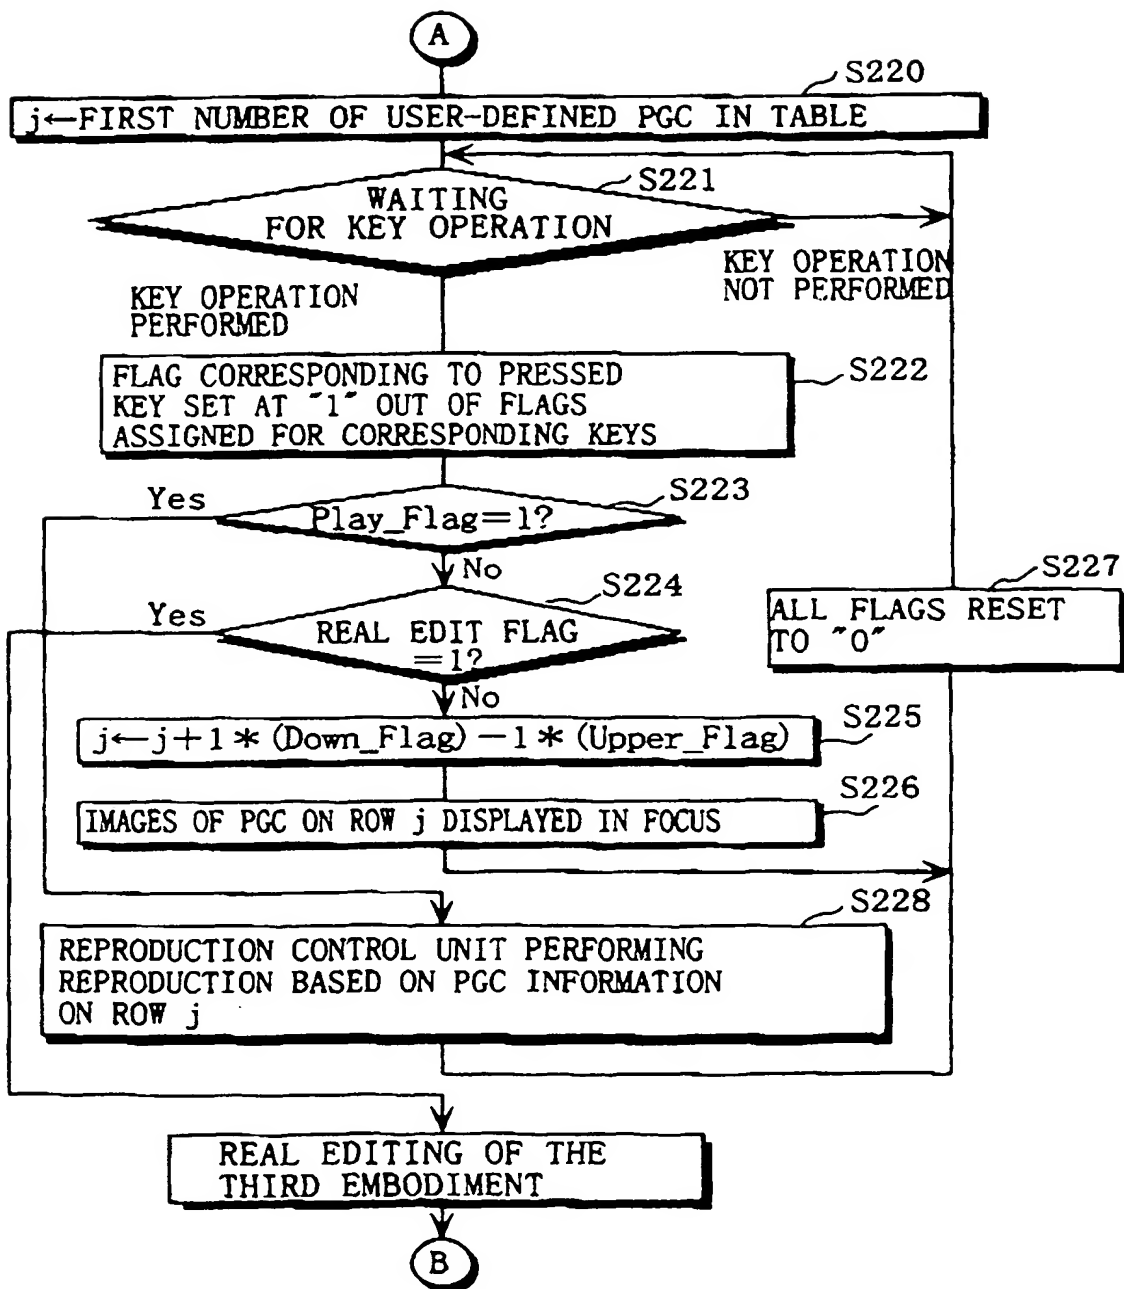 A
S220
j←FIRST NUMBER OF USER-DEFINED PGC IN TABLE
S221
WAITING
FOR KEY OPERATION
KEY OPERATION
NOT PERFORMED
KEY OPERATION
PERFORMED
S222
FLAG CORRESPONDING TO PRESSED
KEY SET AT "1" OUT OF FLAGS
ASSIGNED FOR CORRESPONDING KEYS
S223
Yes
Play_Flag=1?
No
S224
Yes
REAL EDIT FLAG
=1?
No
S227
ALL FLAGS RESET
TO "0"
S225
j←j+1*(Down_Flag)-1*(Upper_Flag)
S226
IMAGES OF PGC ON ROW j DISPLAYED IN FOCUS
S228
REPRODUCTION CONTROL UNIT PERFORMING
REPRODUCTION BASED ON PGC INFORMATION
ON ROW j
REAL EDITING OF THE
THIRD EMBODIMENT
B